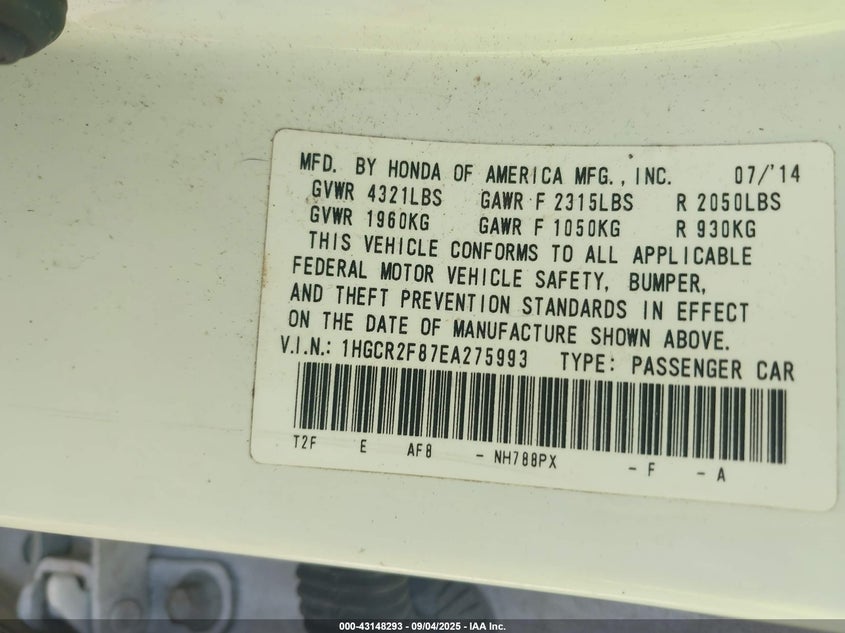 MFD. BY HONDA OF AMERICA MFG., INC. 07/'14
GVWR 4321LBS GAWR F 2315LBS R 2050LBS
GVWR 1960KG GAWR F 1050KG R 930KG
THIS VEHICLE CONFORMS TO ALL APPLICABLE
FEDERAL MOTOR VEHICLE SAFETY, BUMPER,
AND THEFT PREVENTION STANDARDS IN EFFECT
ON THE DATE OF MANUFACTURE SHOWN ABOVE.
V.I.N.: 1HGCR2F87EA275993 TYPE: PASSENGER CAR
T2F E AF8 - NH788PX - F - A
000-43148293 - 09/04/2025 - IAA Inc.